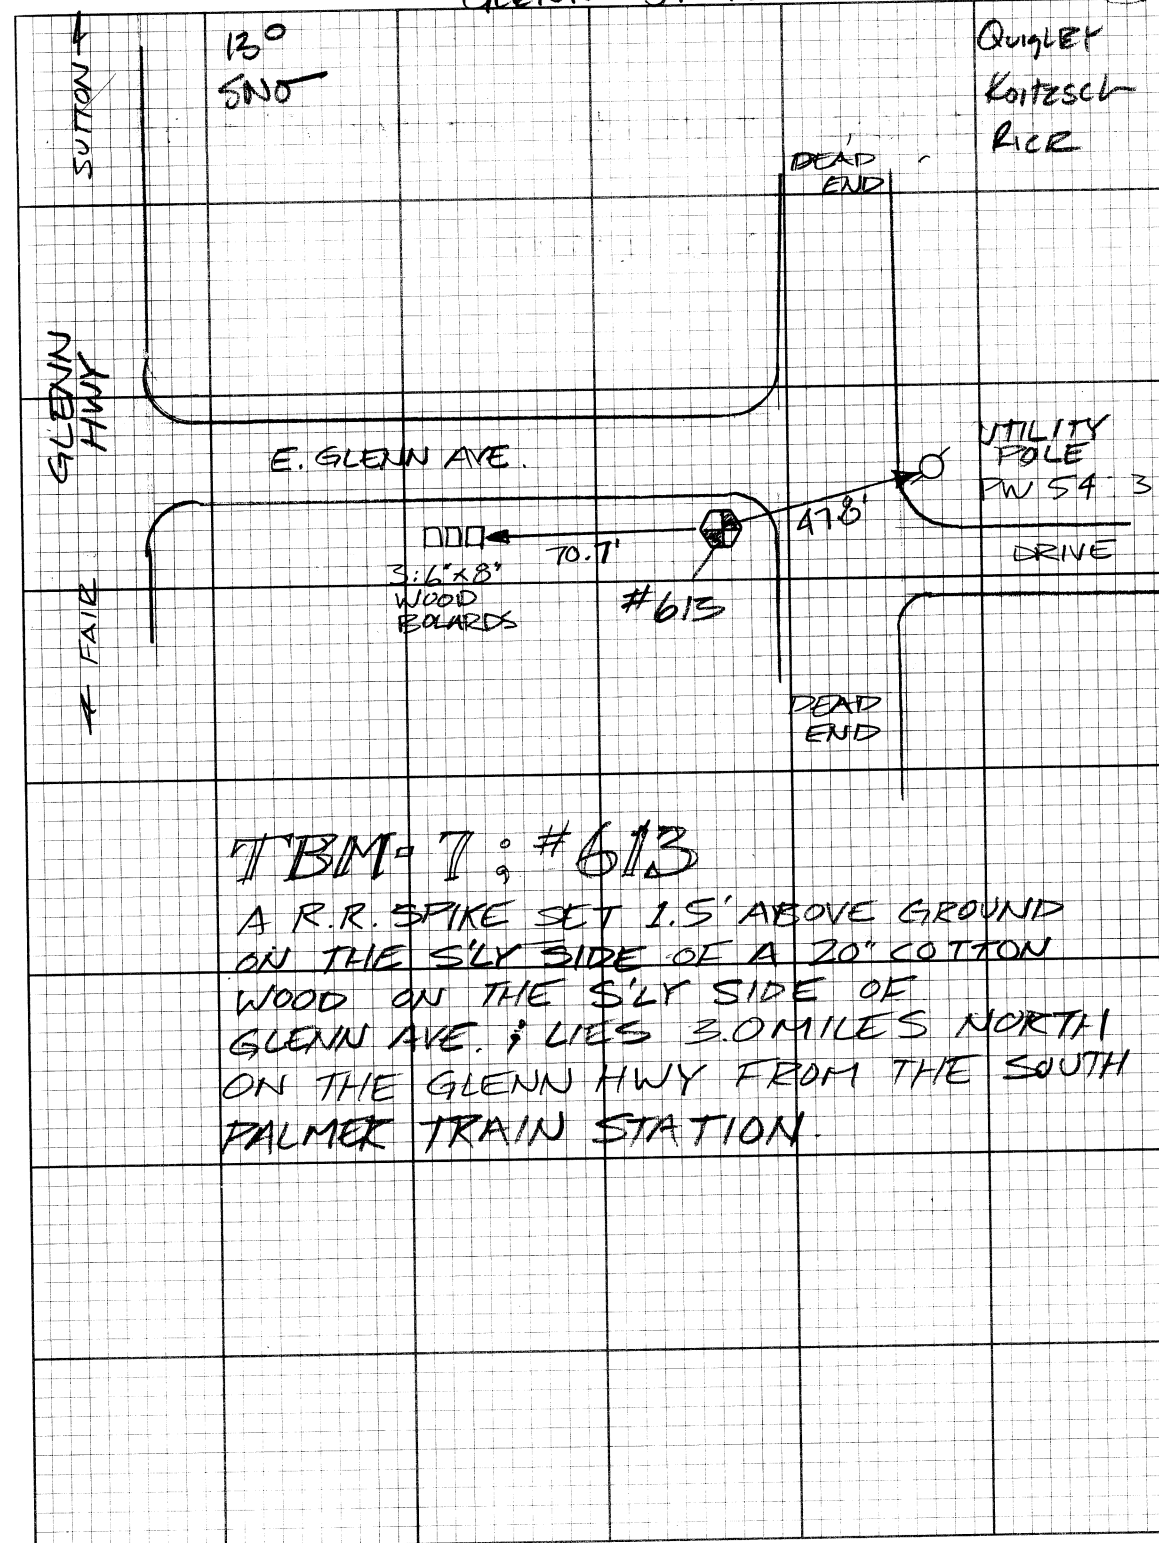 GLENN
13°
SNO
Quigley
Koitzsch
Rice
SUTTON
DEAD
END
GLENN
HWY
E. GLENN AVE.
UTILITY
POLE
PW 54 3
47.8'
70.7'
DRIVE
3: 6"x8"
WOOD
BOLARDS
#613
FAIR
DEAD
END
TBM-7; #613
A R.R. SPIKE SET 1.5' ABOVE GROUND
ON THE S'LY SIDE OF A 20" COTTON
WOOD ON THE S'LY SIDE OF
GLENN AVE. & LIES 3.0 MILES NORTH
ON THE GLENN HWY FROM THE SOUTH
PALMER TRAIN STATION.